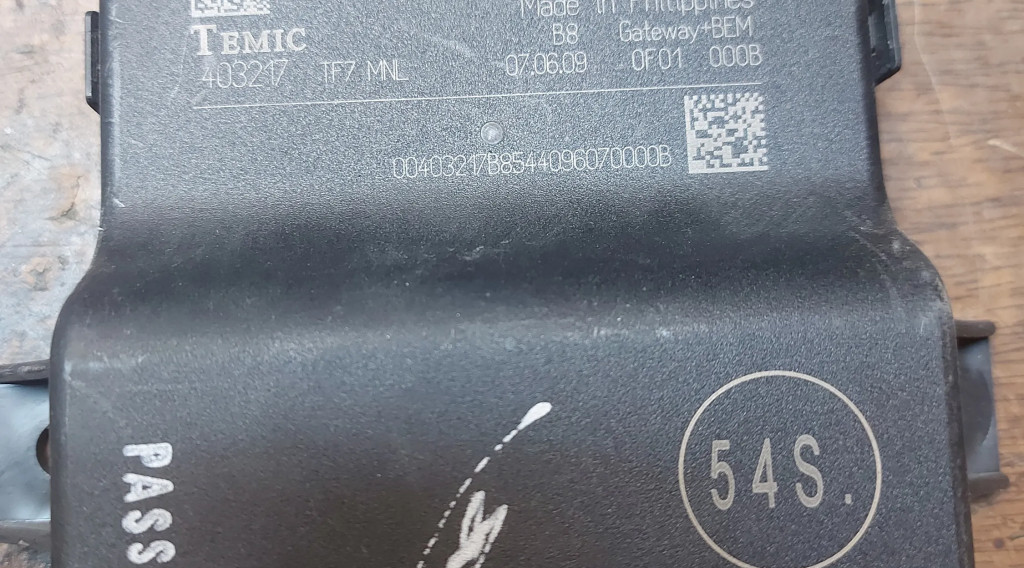 Made in Philippines
TEMIC B8 Gateway+BEM
403217 TF7 MNL 07.06.09 0F01 000B
00403217B8544096070000B
54S.
PASS